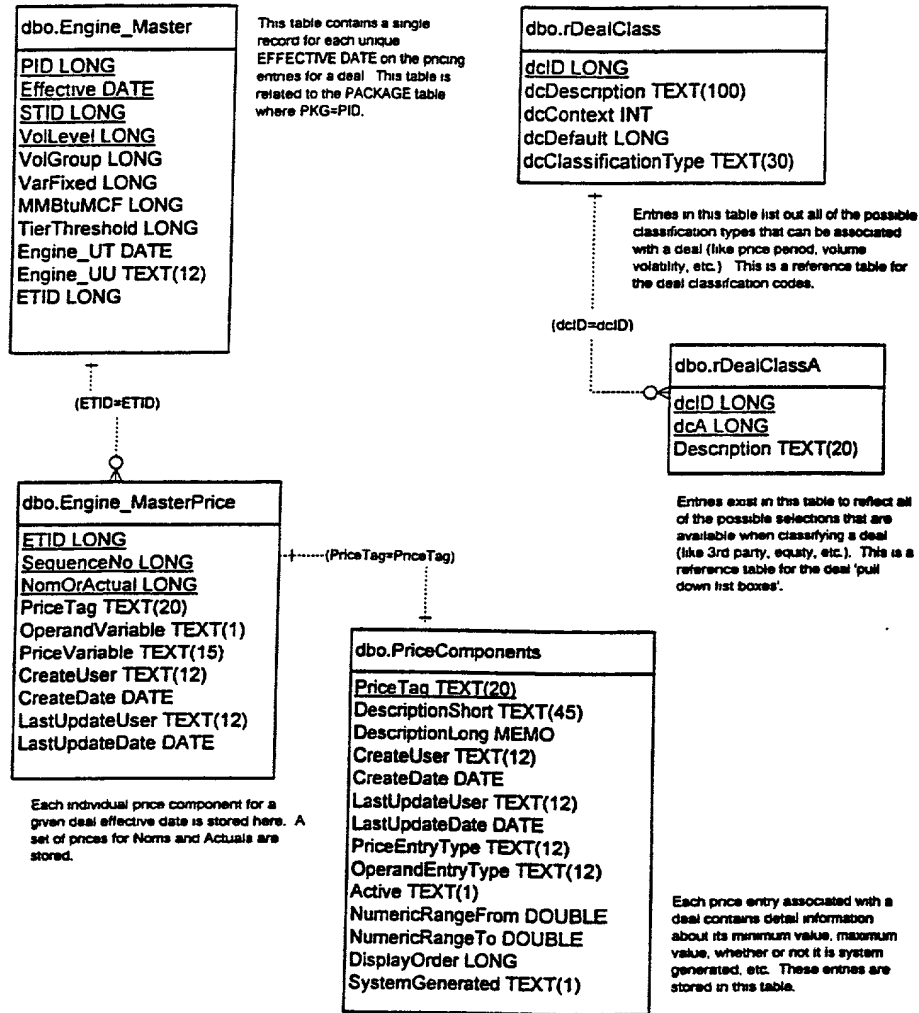 dbo.Engine_Master
PID LONG
Effective DATE
STID LONG
VolLevel LONG
VolGroup LONG
VarFixed LONG
MMBtuMCF LONG
TierThreshold LONG
Engine_UT DATE
Engine_UU TEXT(12)
ETID LONG
This table contains a single
record for each unique
EFFECTIVE DATE on the pricing
entries for a deal This table is
related to the PACKAGE table
where PKG=PID.
dbo.rDealClass
dcID LONG
dcDescription TEXT(100)
dcContext INT
dcDefault LONG
dcClassificationType TEXT(30)
Entries in this table list out all of the possible
classification types that can be associated
with a deal (like price period, volume
volatility, etc.) This is a reference table for
the deal classifcation codes.
(dcID=dcID)
dbo.rDealClassA
dcID LONG
dcA LONG
Description TEXT(20)
Entries exist in this table to reflect all
of the possible selections that are
available when classifying a deal
(like 3rd party, equity, etc.). This is a
reference table for the deal 'pull
down list boxes'.
(ETID=ETID)
dbo.Engine_MasterPrice
ETID LONG
SequenceNo LONG
NomOrActual LONG
PriceTag TEXT(20)
OperandVariable TEXT(1)
PriceVariable TEXT(15)
CreateUser TEXT(12)
CreateDate DATE
LastUpdateUser TEXT(12)
LastUpdateDate DATE
(PriceTag=PriceTag)
Each individual price component for a
given deal effective date is stored here. A
set of prices for Noms and Actuals are
stored.
dbo.PriceComponents
PriceTag TEXT(20)
DescriptionShort TEXT(45)
DescriptionLong MEMO
CreateUser TEXT(12)
CreateDate DATE
LastUpdateUser TEXT(12)
LastUpdateDate DATE
PriceEntryType TEXT(12)
OperandEntryType TEXT(12)
Active TEXT(1)
NumericRangeFrom DOUBLE
NumericRangeTo DOUBLE
DisplayOrder LONG
SystemGenerated TEXT(1)
Each price entry associated with a
deal contains detail information
about its minimum value, maximum
value, whether or not it is system
generated, etc. These entries are
stored in this table.